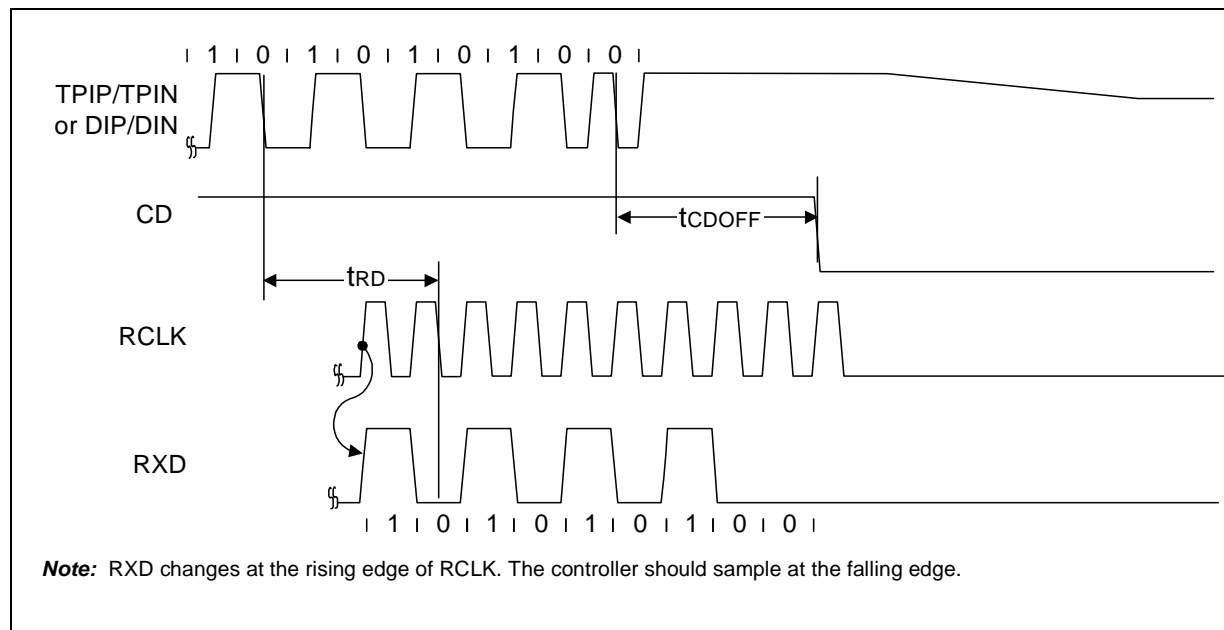 1 0 1 0 1 0 1 0 0
TPIP/TPIN
or DIP/DIN
CD
tCDOFF
tRD
RCLK
RXD
1 0 1 0 1 0 1 0 0
Note: RXD changes at the rising edge of RCLK. The controller should sample at the falling edge.